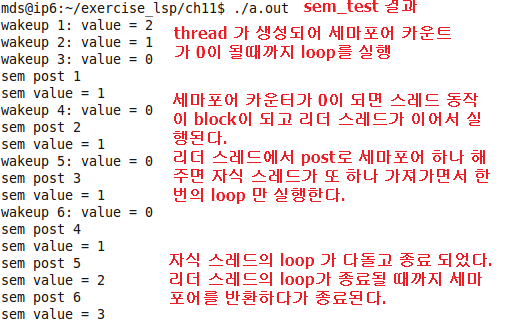 mds@ip6:~/exercise_lsp/ch11$ ./a.out sem_test 결과
wakeup 1: value = 2
wakeup 2: value = 1
wakeup 3: value = 0
thread 가 생성되어 세마포어 카운트
가 0이 될때까지 loop를 실행
sem post 1
sem value = 1
wakeup 4: value = 0
sem post 2
sem value = 1
wakeup 5: value = 0
sem post 3
sem value = 1
wakeup 6: value = 0
세마포어 카운터가 0이 되면 스레드 동작
이 block이 되고 리더 스레드가 이어서 실
행된다.
리더 스레드에서 post로 세마포어 하나 해
주면 자식 스레드가 또 하나 가져가면서 한
번의 loop 만 실행한다.
sem post 4
sem value = 1
sem post 5
sem value = 2
sem post 6
sem value = 3
자식 스레드의 loop 가 다돌고 종료 되었다.
리더 스레드의 loop가 종료될 때까지 세마
포어를 반환하다가 종료된다.